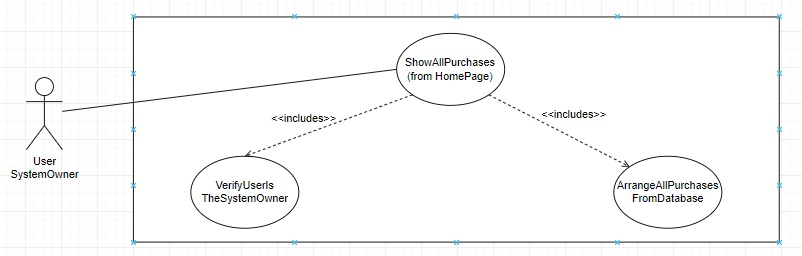 ShowAllPurchases
(from HomePage)
<<includes>>
<<includes>>
User
SystemOwner
VerifyUserIs
TheSystemOwner
ArrangeAllPurchases
FromDatabase